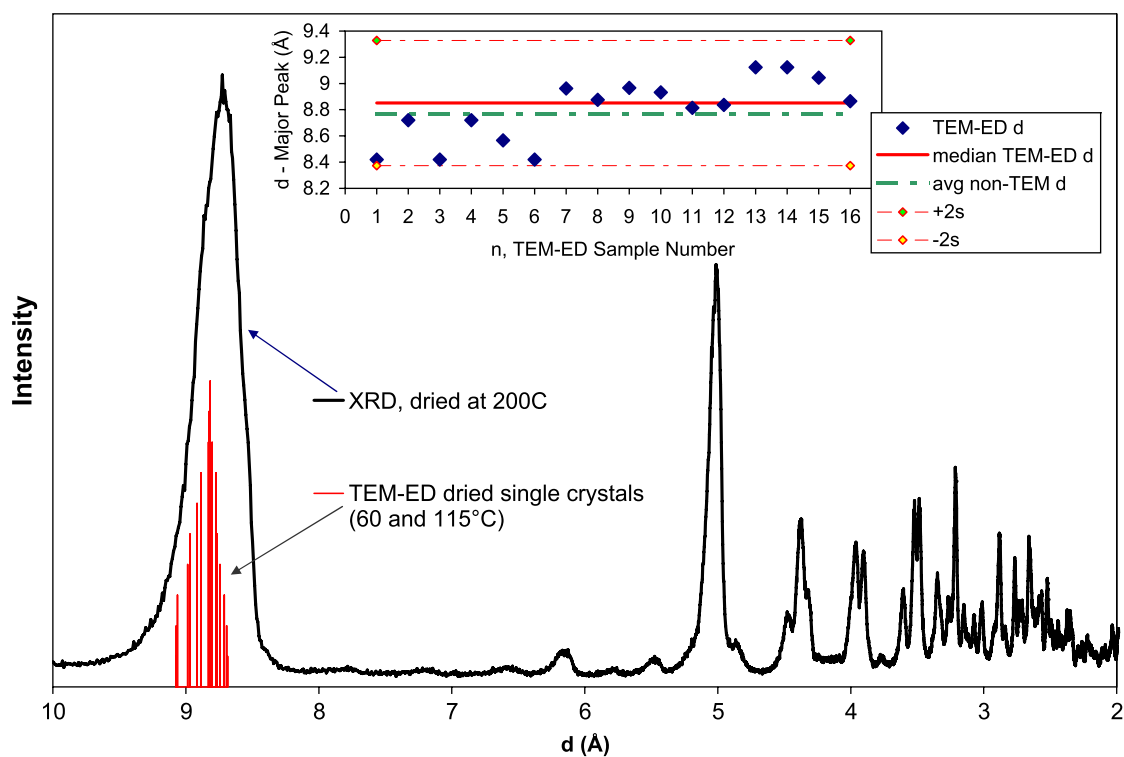 9.4
9.2
9
8.8
8.6
8.4
8.2
d - Major Peak (Å)
0 1 2 3 4 5 6 7 8 9 10 11 12 13 14 15 16
n, TEM-ED Sample Number
TEM-ED d
median TEM-ED d
avg non-TEM d
+2s
-2s
Intensity
XRD, dried at 200C
TEM-ED dried single crystals
(60 and 115°C)
10 9 8 7 6 5 4 3 2
d (Å)